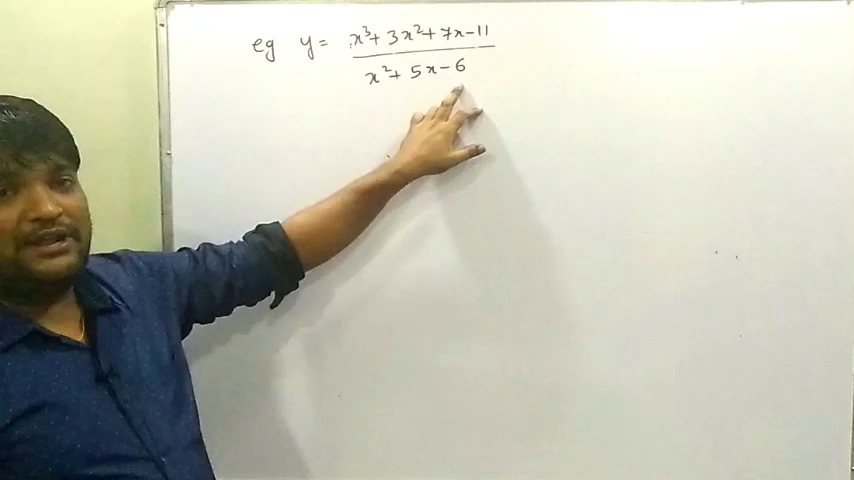 eg y = x³+3x²+7x-11
x²+5x-6